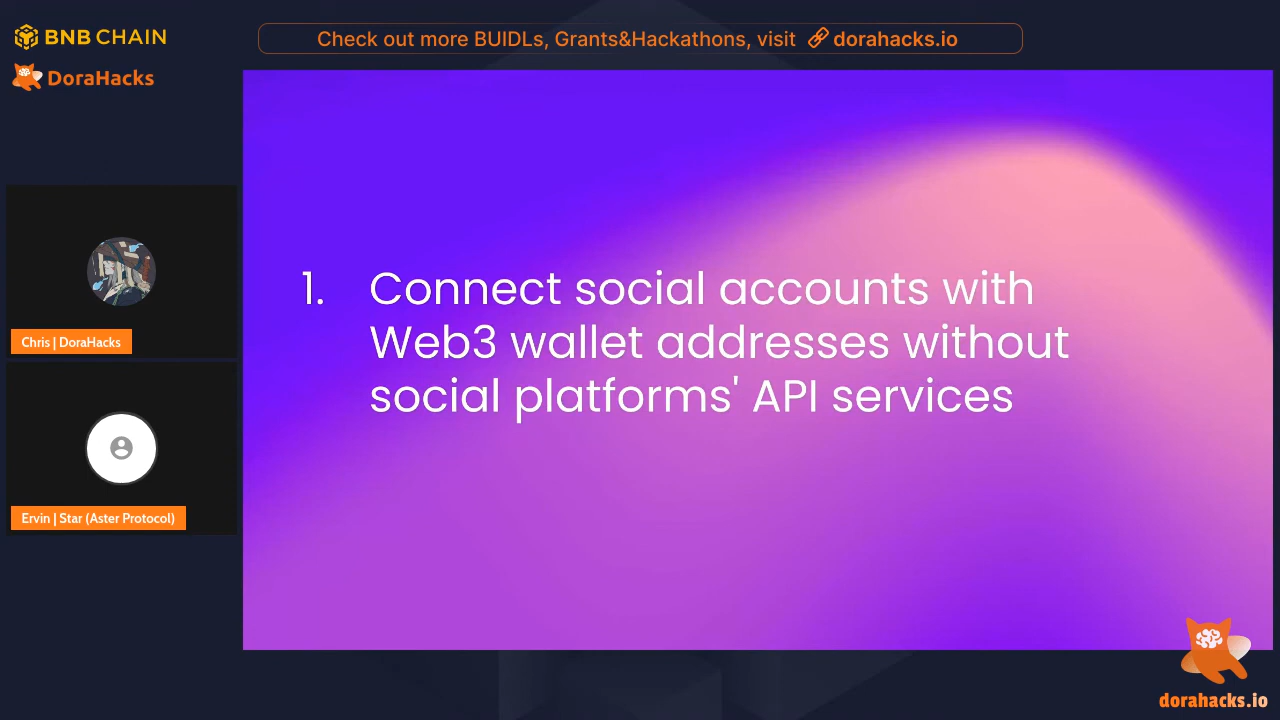 BNB CHAIN
DoraHacks
Check out more BUIDLs, Grants&Hackathons, visit dorahacks.io
1. Connect social accounts with
Web3 wallet addresses without
social platforms' API services
Chris | DoraHacks
Ervin | Star (Aster Protocol)
dorahacks.io